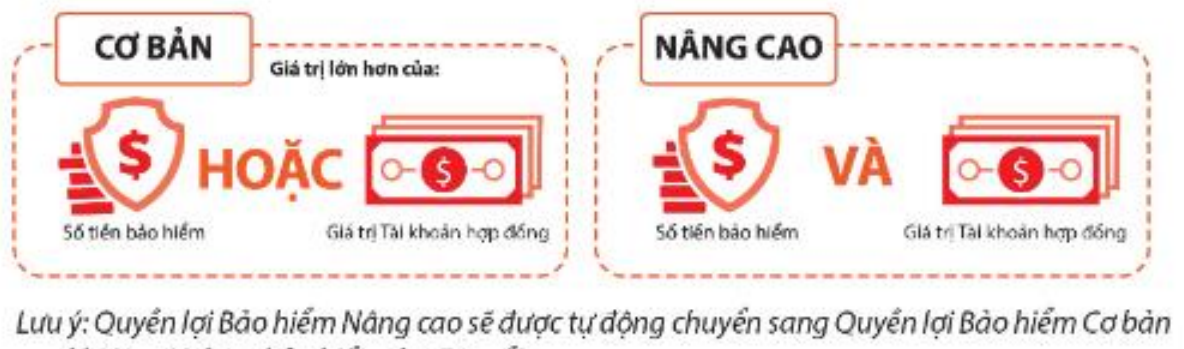 CƠ BẢN
Giá trị lớn hơn của:
$
HOẶC
$
Số tiền bảo hiểm
Giá trị Tài khoản hợp đồng
NÂNG CAO
$
VÀ
$
Số tiền bảo hiểm
Giá trị Tài khoản hợp đồng
Lưu ý: Quyền lợi Bảo hiểm Nâng cao sẽ được tự động chuyển sang Quyền lợi Bảo hiểm Cơ bản